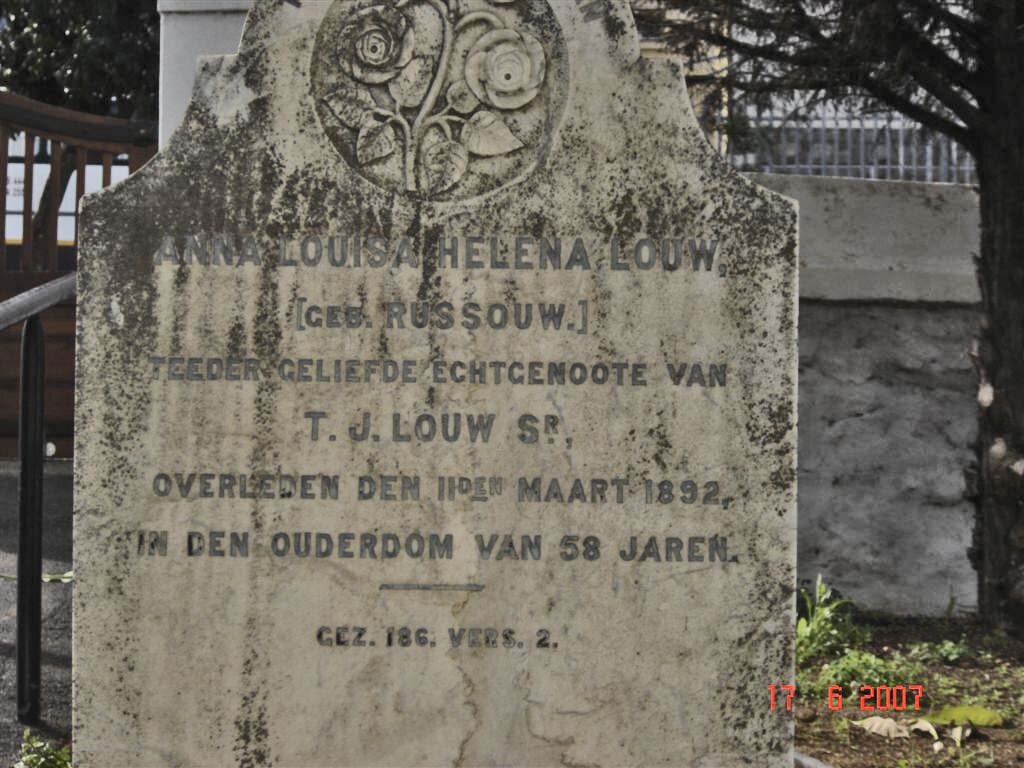 ANNA LOUISA HELENA LOUW,
[GEB. RUSSOUW.]
TEEDER GELIEFDE ECHTGENOOTE VAN
T. J. LOUW SR,
OVERLEDEN DEN 11DEN MAART 1892,
IN DEN OUDERDOM VAN 58 JAREN.
GEZ. 186. VERS. 2.
17 6 2007